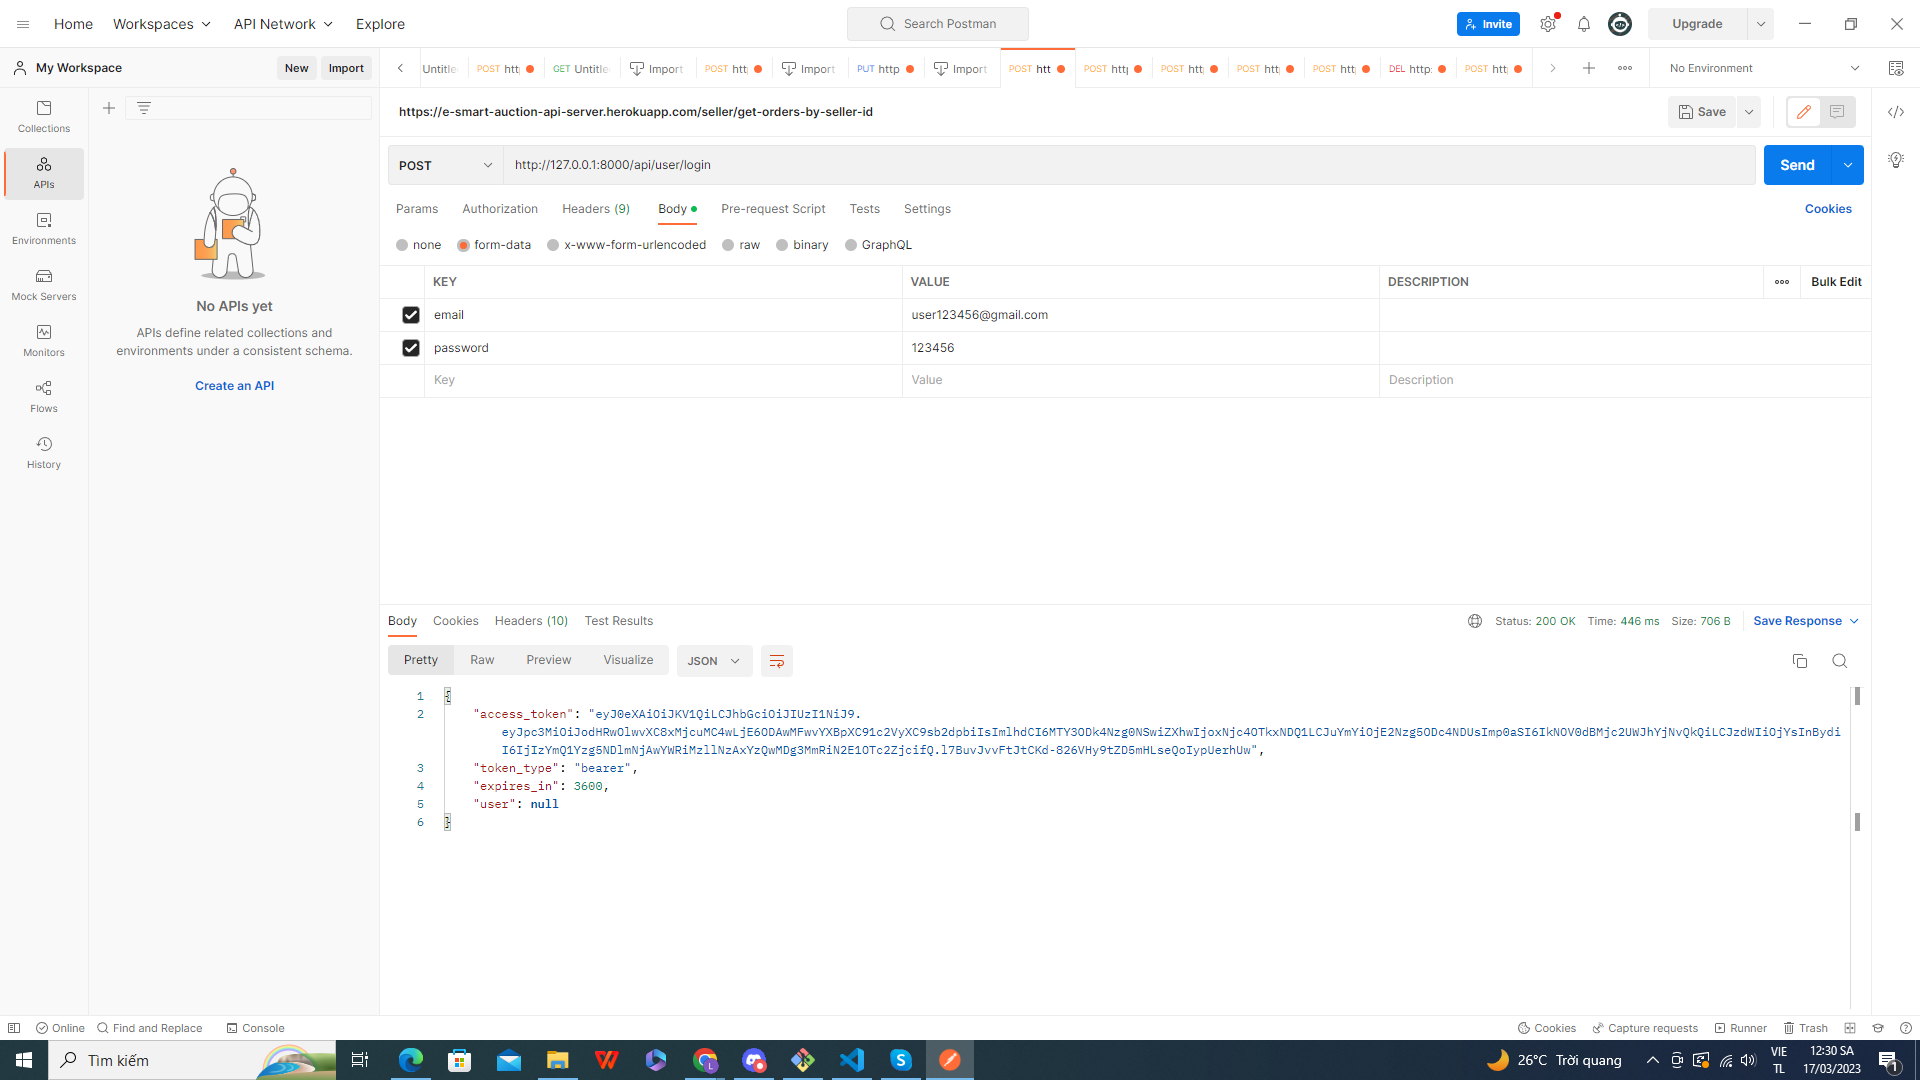 Home
Workspaces
API Network
Explore
Search Postman
Invite
Upgrade
My Workspace
New
Import
Untitle
POST htt
GET Untitle
Import
POST htt
Import
PUT http
Import
POST htt
POST http
POST htt
POST htt
POST htt
DEL http
POST htt
No Environment
Collections
APIs
Environments
Mock Servers
Monitors
Flows
History
No APIs yet
APIs define related collections and
environments under a consistent schema.
Create an API
https://e-smart-auction-api-server.herokuapp.com/seller/get-orders-by-seller-id
Save
POST
http://127.0.0.1:8000/api/user/login
Send
Params
Authorization
Headers (9)
Body
Pre-request Script
Tests
Settings
Cookies
none
form-data
x-www-form-urlencoded
raw
binary
GraphQL
KEY
VALUE
DESCRIPTION
Bulk Edit
email
user123456@gmail.com
password
123456
Key
Value
Description
Body
Cookies
Headers (10)
Test Results
Status: 200 OK
Time: 446 ms
Size: 706 B
Save Response
Pretty
Raw
Preview
Visualize
JSON
1 {
2 "access_token": "eyJ0eXAiOiJKV1QiLCJhbGciOiJIUzI1NiJ9.
3 "token_type": "bearer",
4 "expires_in": 3600,
5 "user": null
6 }
Online
Find and Replace
Console
Cookies
Capture requests
Runner
Trash
Tìm kiếm
26°C Trời quang
VIE
TL
12:30 SA
17/03/2023
1